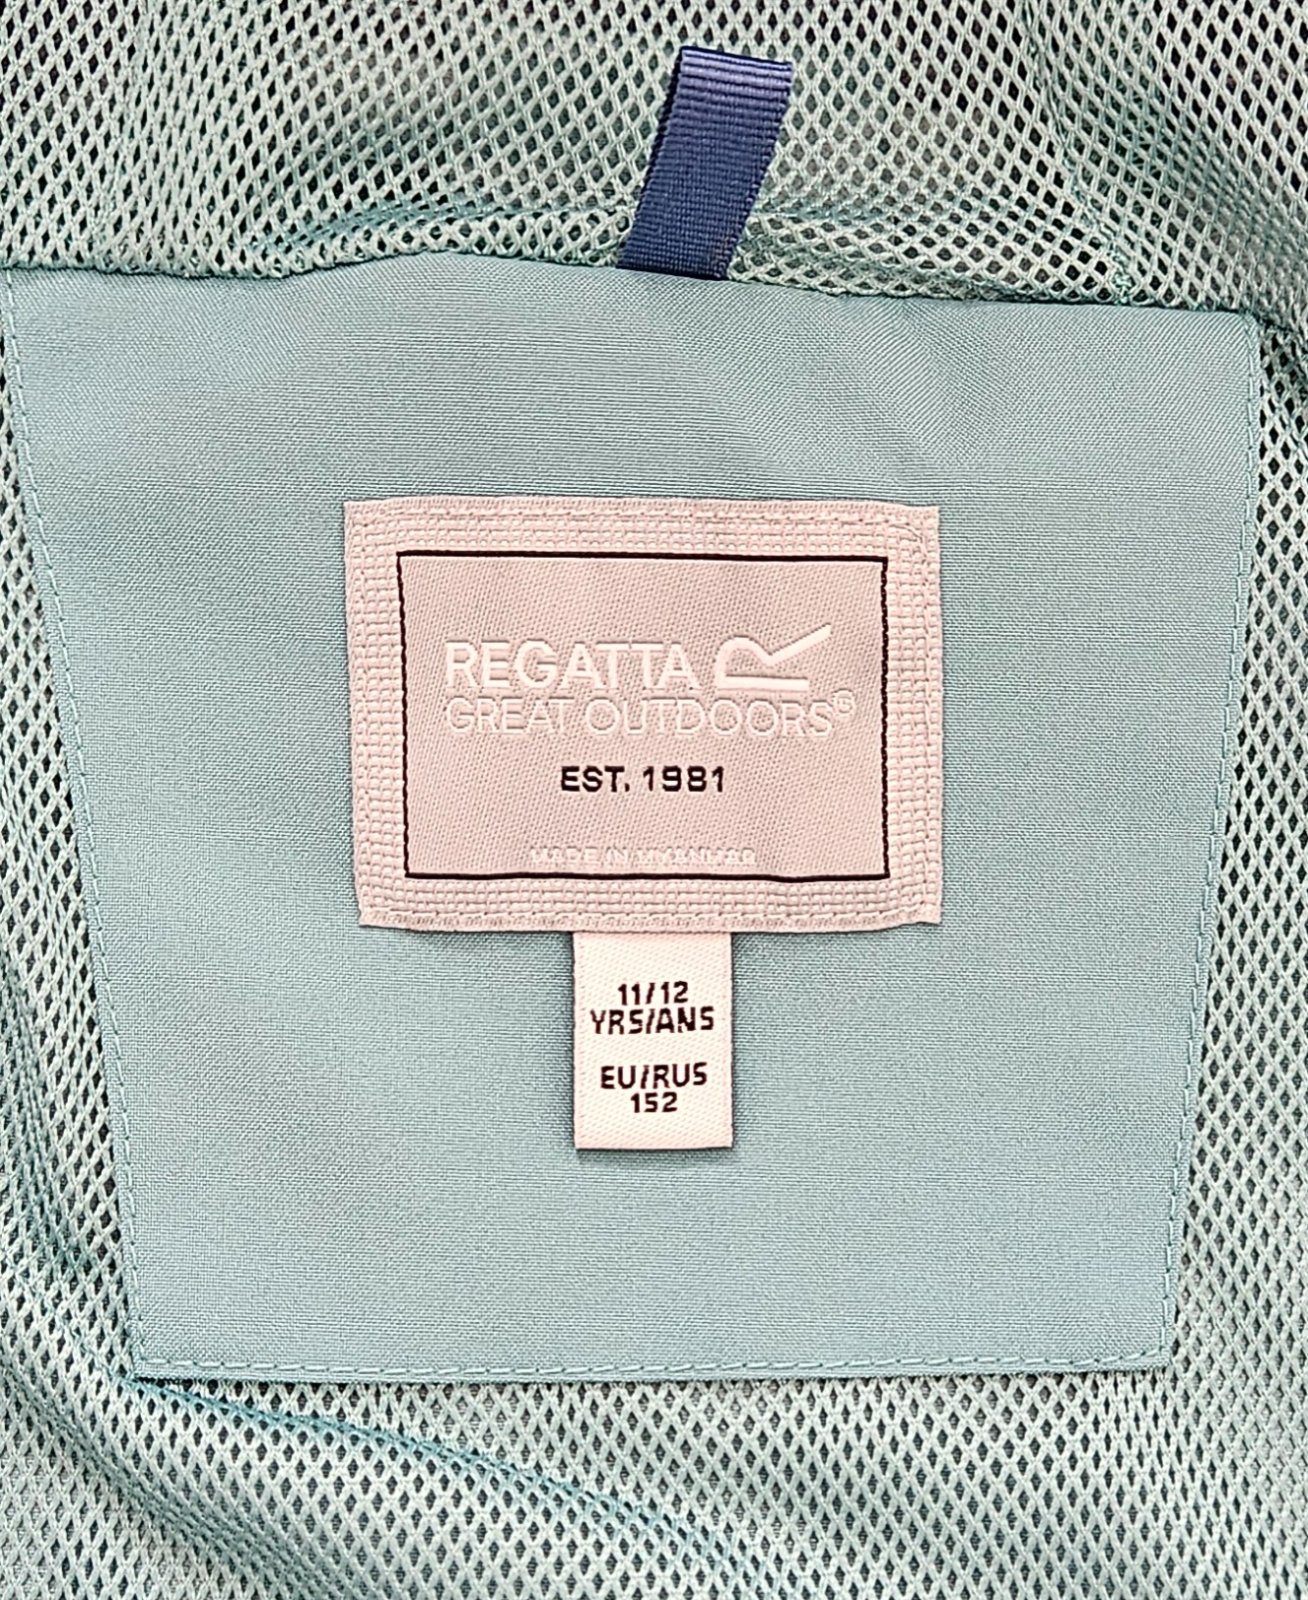 REGATTA R
GREAT OUTDOORS®
EST. 1981
MADE IN MYANMAR
11/12
YRS/ANS
EU/RUS
152